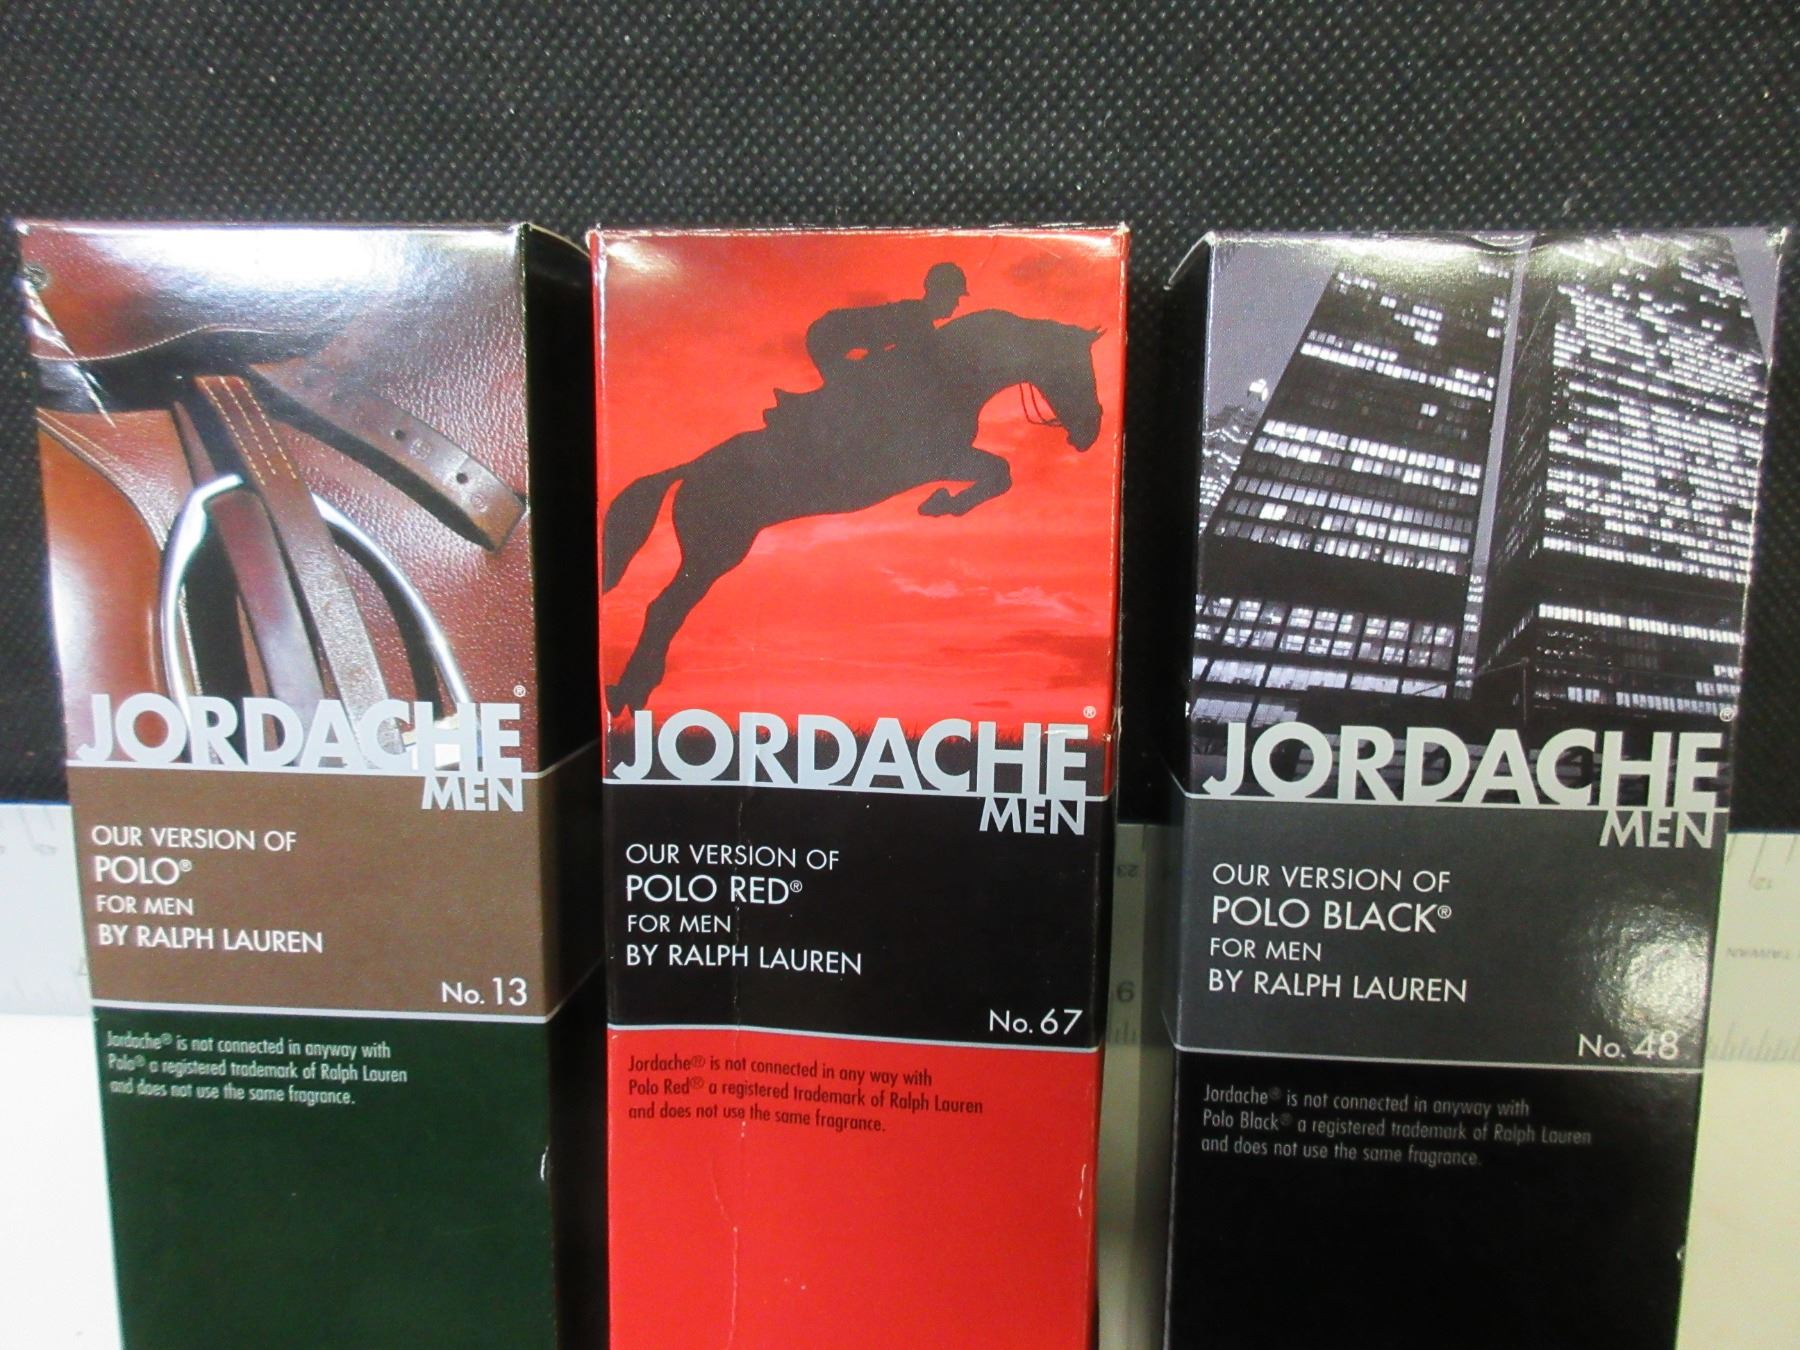 JORDACHE®
MEN
OUR VERSION OF
POLO®
FOR MEN
BY RALPH LAUREN
No. 13
Jordache® is not connected in anyway with
Polo® a registered trademark of Ralph Lauren
and does not use the same fragrance.
JORDACHE®
MEN
OUR VERSION OF
POLO RED®
FOR MEN
BY RALPH LAUREN
No. 67
Jordache® is not connected in any way with
Polo Red® a registered trademark of Ralph Lauren
and does not use the same fragrance.
JORDACHE®
MEN
OUR VERSION OF
POLO BLACK®
FOR MEN
BY RALPH LAUREN
No. 48
Jordache® is not connected in anyway with
Polo Black® a registered trademark of Ralph Lauren
and does not use the same fragrance.
23
12
TAIWAN